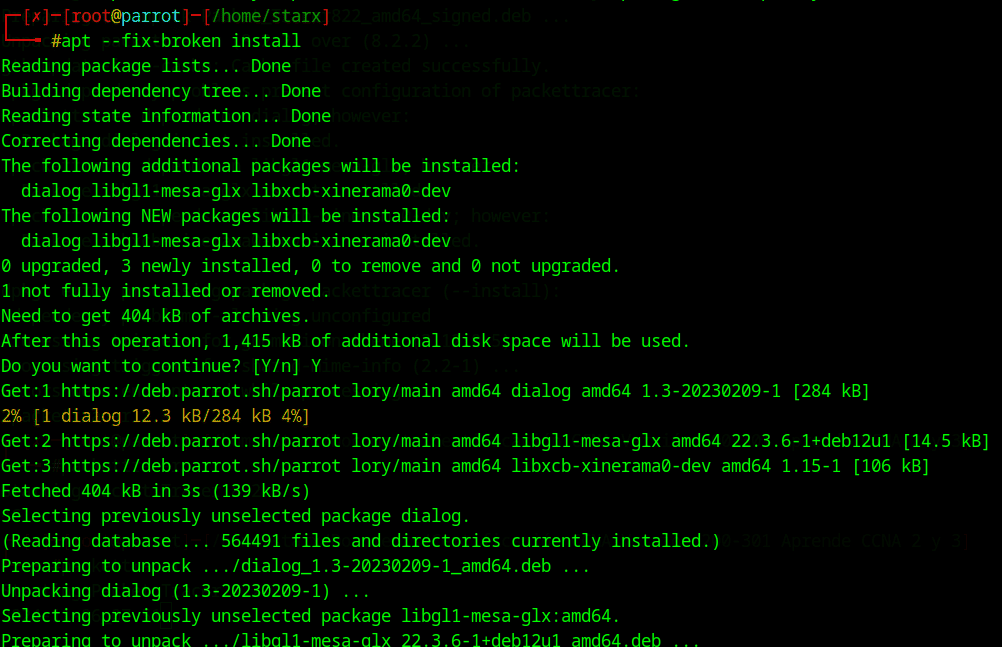 ┌─[✗]─[root@parrot]─[/home/starx]
└──╼ #apt --fix-broken install
Reading package lists... Done
Building dependency tree... Done
Reading state information... Done
Correcting dependencies... Done
The following additional packages will be installed:
  dialog libgl1-mesa-glx libxcb-xinerama0-dev
The following NEW packages will be installed:
  dialog libgl1-mesa-glx libxcb-xinerama0-dev
0 upgraded, 3 newly installed, 0 to remove and 0 not upgraded.
1 not fully installed or removed.
Need to get 404 kB of archives.
After this operation, 1,415 kB of additional disk space will be used.
Do you want to continue? [Y/n] Y
Get:1 https://deb.parrot.sh/parrot lory/main amd64 dialog amd64 1.3-20230209-1 [284 kB]
2% [1 dialog 12.3 kB/284 kB 4%]
Get:2 https://deb.parrot.sh/parrot lory/main amd64 libgl1-mesa-glx amd64 22.3.6-1+deb12u1 [14.5 kB]
Get:3 https://deb.parrot.sh/parrot lory/main amd64 libxcb-xinerama0-dev amd64 1.15-1 [106 kB]
Fetched 404 kB in 3s (139 kB/s)
Selecting previously unselected package dialog.
(Reading database ... 564491 files and directories currently installed.)
Preparing to unpack .../dialog_1.3-20230209-1_amd64.deb ...
Unpacking dialog (1.3-20230209-1) ...
Selecting previously unselected package libgl1-mesa-glx:amd64.
Preparing to unpack .../libgl1-mesa-glx_22.3.6-1+deb12u1_amd64.deb ...